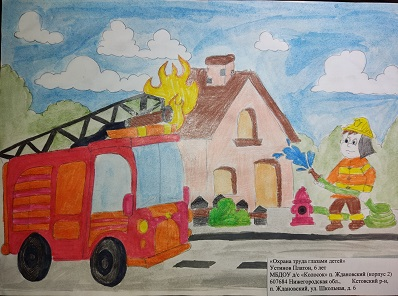 «Охрана труда глазами детей»
Устинов Платон, 6 лет
МБДОУ д/с «Колосок» п. Ждановский (корпус 2)
607684 Нижегородская обл., Кстовский р-н,
п. Ждановский, ул. Школьная, д. 6